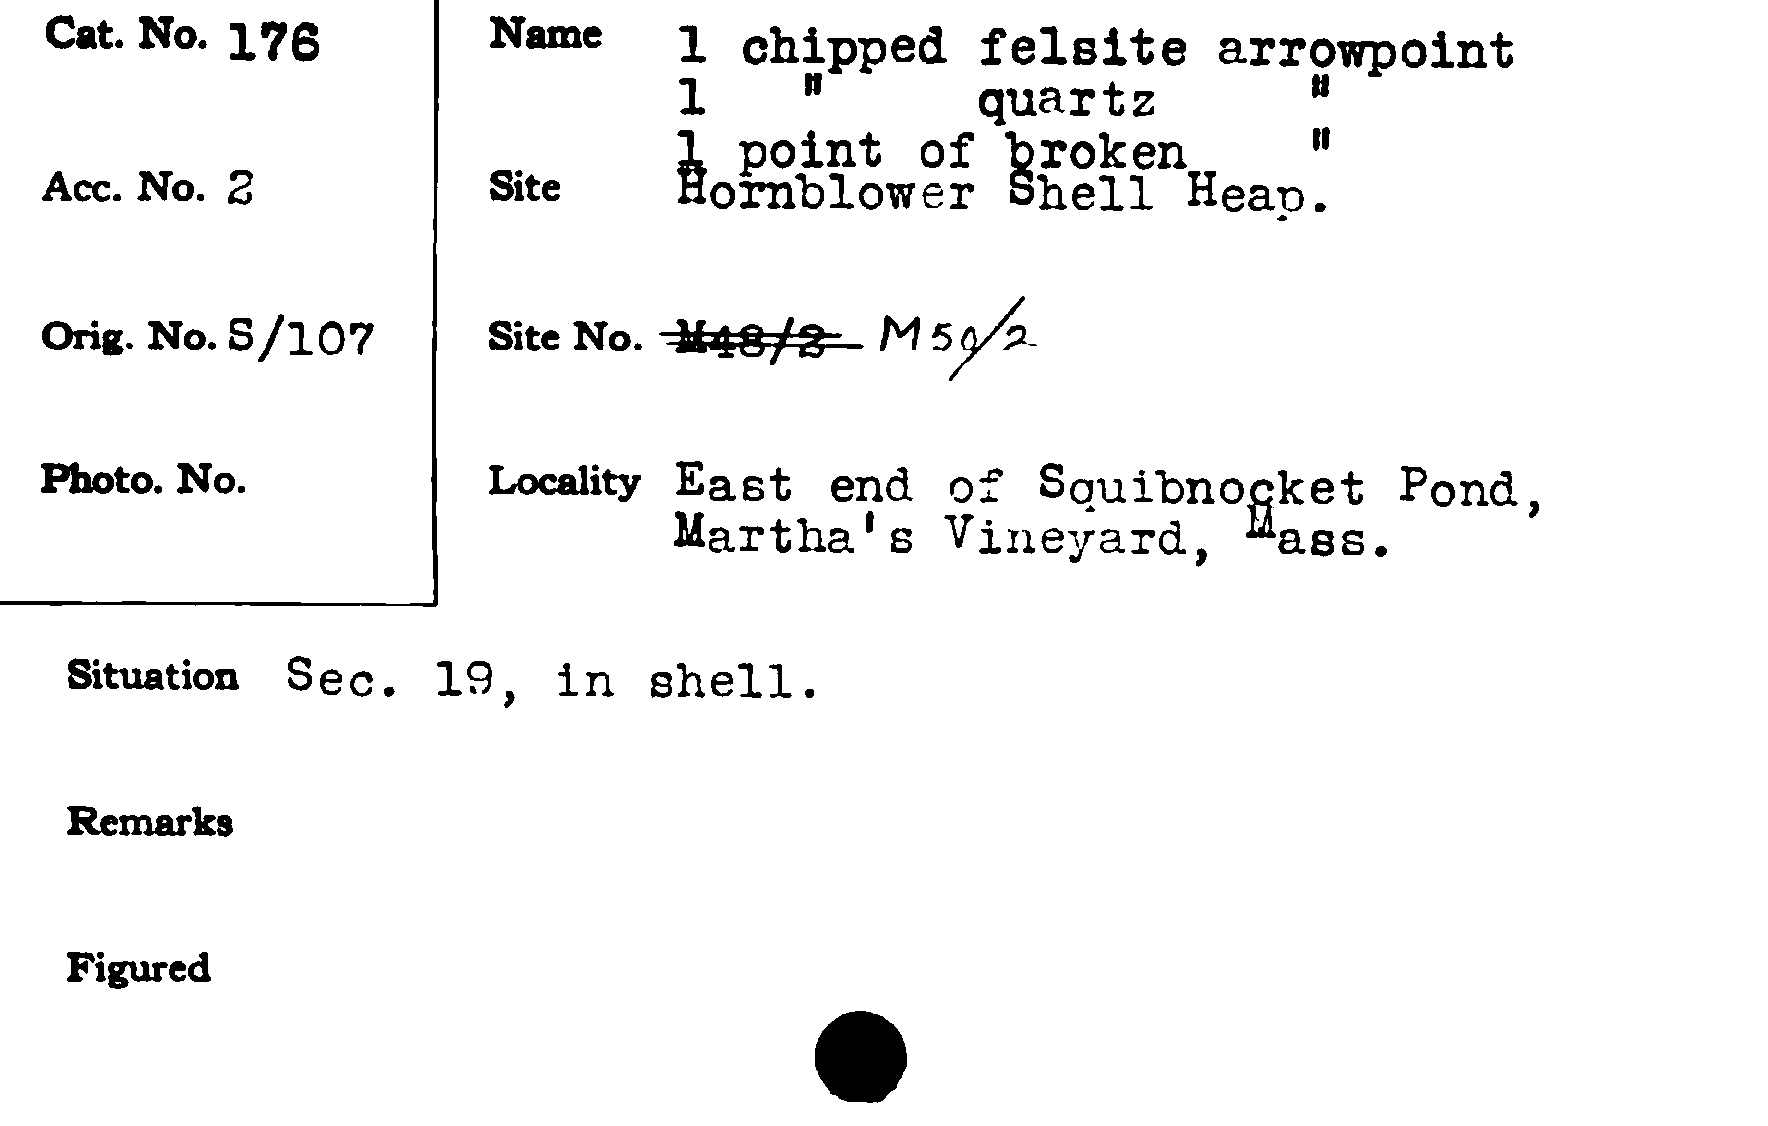 Cat. No. 176
Name 1 chipped felsite arrowpoint
1 " quartz "
1 point of broken "
Acc. No. 2
Site Hornblower Shell Heap.
Orig. No. S/107
Site No. M48/2 M50/2
Photo. No.
Locality East end of Squibnocket Pond,
Martha's Vineyard, Mass.
Situation Sec. 19, in shell.
Remarks
Figured